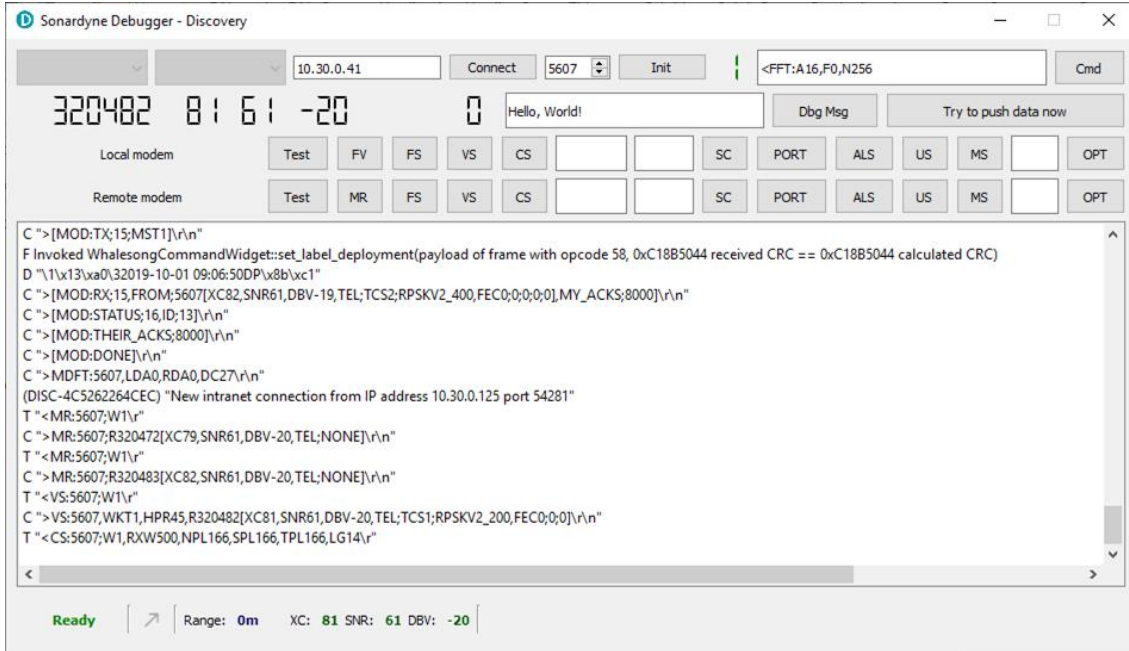 Sonardyne Debugger - Discovery
10.30.0.41 Connect 5607 Init <FFT:A16,F0,N256 Cmd
320482 81 61 -20 0 Hello, World! Dbg Msg Try to push data now
Local modem Test FV FS VS CS SC PORT ALS US MS OPT
Remote modem Test MR FS VS CS SC PORT ALS US MS OPT
C ">[MOD:TX;15;MST1]\r\n"
F Invoked WhalesongCommandWidget::set_label_deployment(payload of frame with opcode 58, 0xC18B5044 received CRC == 0xC18B5044 calculated CRC)
D "\1\x13\xa0\32019-10-01 09:06:50DP\x8b\xc1"
C ">[MOD:RX;15,FROM;5607[XC82,SNR61,DBV-19,TEL;TCS2;RPSKV2_400,FEC0;0;0;0;0],MY_ACKS;8000]\r\n"
C ">[MOD:STATUS;16,ID;13]\r\n"
C ">[MOD:THEIR_ACKS;8000]\r\n"
C ">[MOD:DONE]\r\n"
C ">MDFT:5607,LDA0,RDA0,DC27\r\n"
(DISC-4C5262264CEC) "New intranet connection from IP address 10.30.0.125 port 54281"
T "<MR:5607;W1\r"
C ">MR:5607;R320472[XC79,SNR61,DBV-20,TEL;NONE]\r\n"
T "<MR:5607;W1\r"
C ">MR:5607;R320483[XC82,SNR61,DBV-20,TEL;NONE]\r\n"
T "<VS:5607;W1\r"
C ">VS:5607,WKT1,HPR45,R320482[XC81,SNR61,DBV-20,TEL;TCS1;RPSKV2_200,FEC0;0;0]\r\n"
T "<CS:5607;W1,RXW500,NPL166,SPL166,TPL166,LG14\r"
Ready Range: 0m XC: 81 SNR: 61 DBV: -20